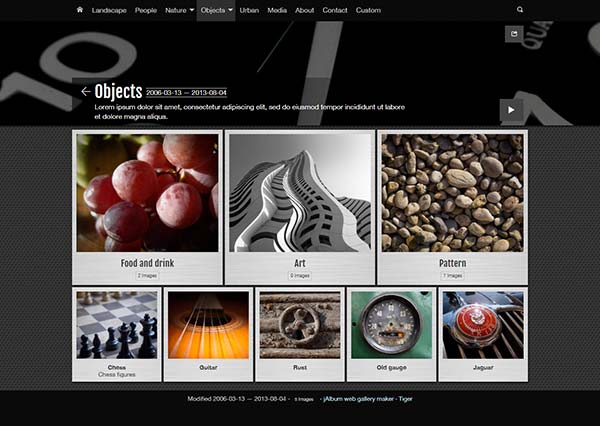 Landscape People Nature Objects Urban Media About Contact Custom
10
QUA
Objects 2006-03-13 — 2013-08-04
Lorem ipsum dolor sit amet, consectetur adipiscing elit, sed do eiusmod tempor incididunt ut labore
et dolore magna aliqua.
Food and drink
2 Images
Art
9 Images
Pattern
7 Images
Chess
Chess figures
Guitar
Rust
Old gauge
Jaguar
Modified 2006-03-13 — 2013-08-04 - 5 Images - jAlbum web gallery maker - Tiger